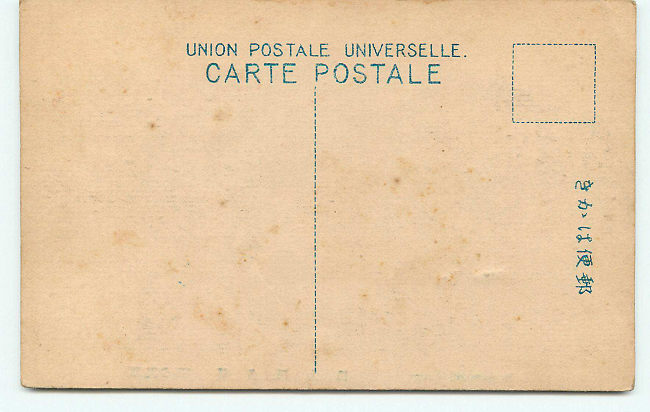 UNION POSTALE UNIVERSELLE.
CARTE POSTALE
郵便はかき